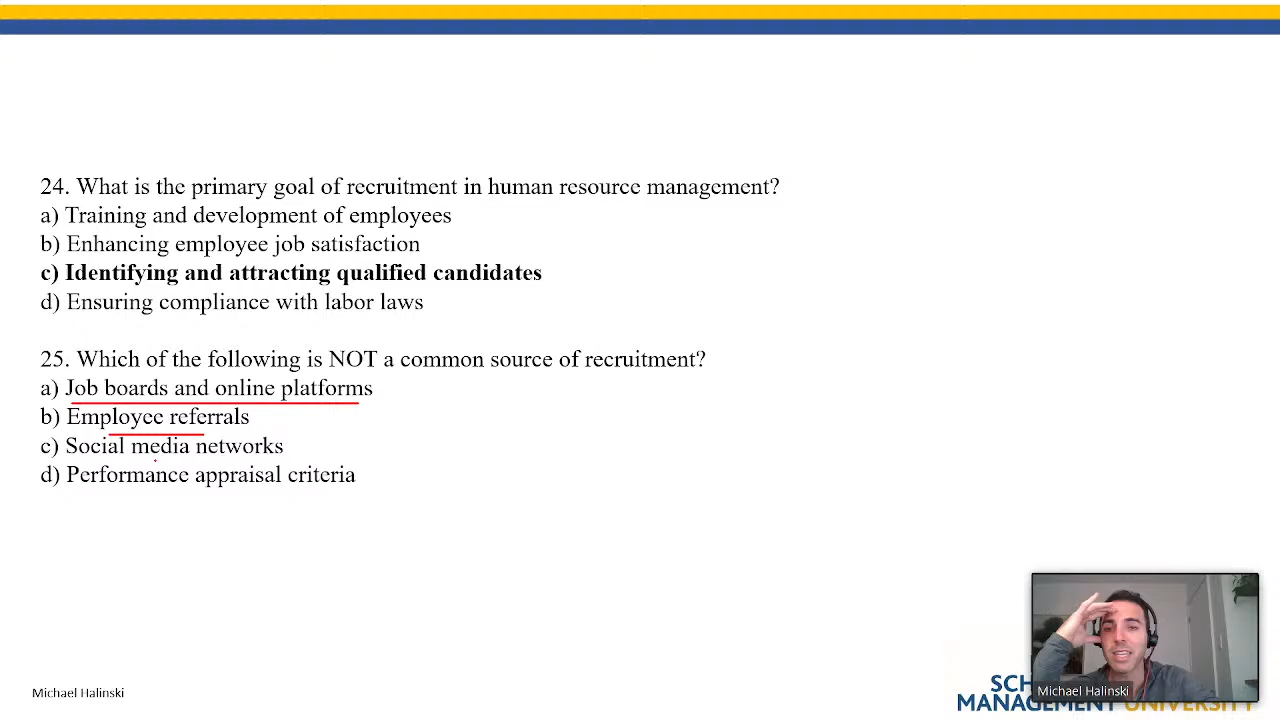 24. What is the primary goal of recruitment in human resource management?
a) Training and development of employees
b) Enhancing employee job satisfaction
c) Identifying and attracting qualified candidates
d) Ensuring compliance with labor laws
25. Which of the following is NOT a common source of recruitment?
a) Job boards and online platforms
b) Employee referrals
c) Social media networks
d) Performance appraisal criteria
Michael Halinski
Michael Halinski
SCH
MANAGEMENT UNIVERSITY